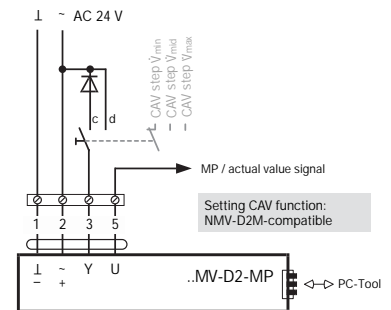 ⊥ ~ AC 24 V
CAV step V̇min
CAV step V̇mid
CAV step V̇max
c d
MP / actual value signal
Setting CAV function:
NMV-D2M-compatible
1 2 3 5
⊥ ~ Y U
– +
..MV-D2-MP
PC-Tool